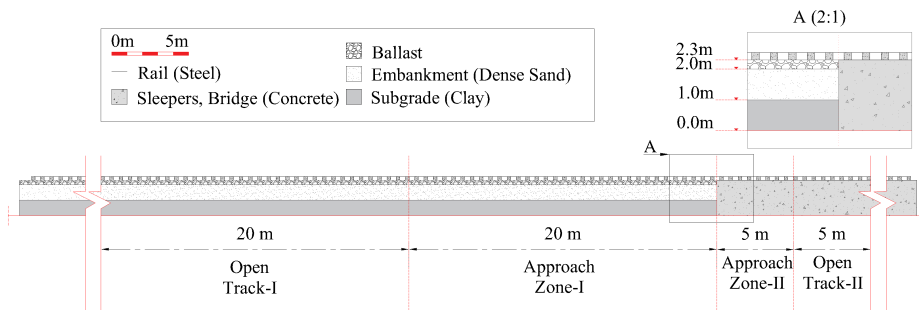 0m 5m
Rail (Steel)
Sleepers, Bridge (Concrete)
Ballast
Embankment (Dense Sand)
Subgrade (Clay)
A (2:1)
2.3m
2.0m
1.0m
0.0m
A
20 m 20 m 5 m 5 m
Open Approach Approach Open
Track-I Zone-I Zone-II Track-II